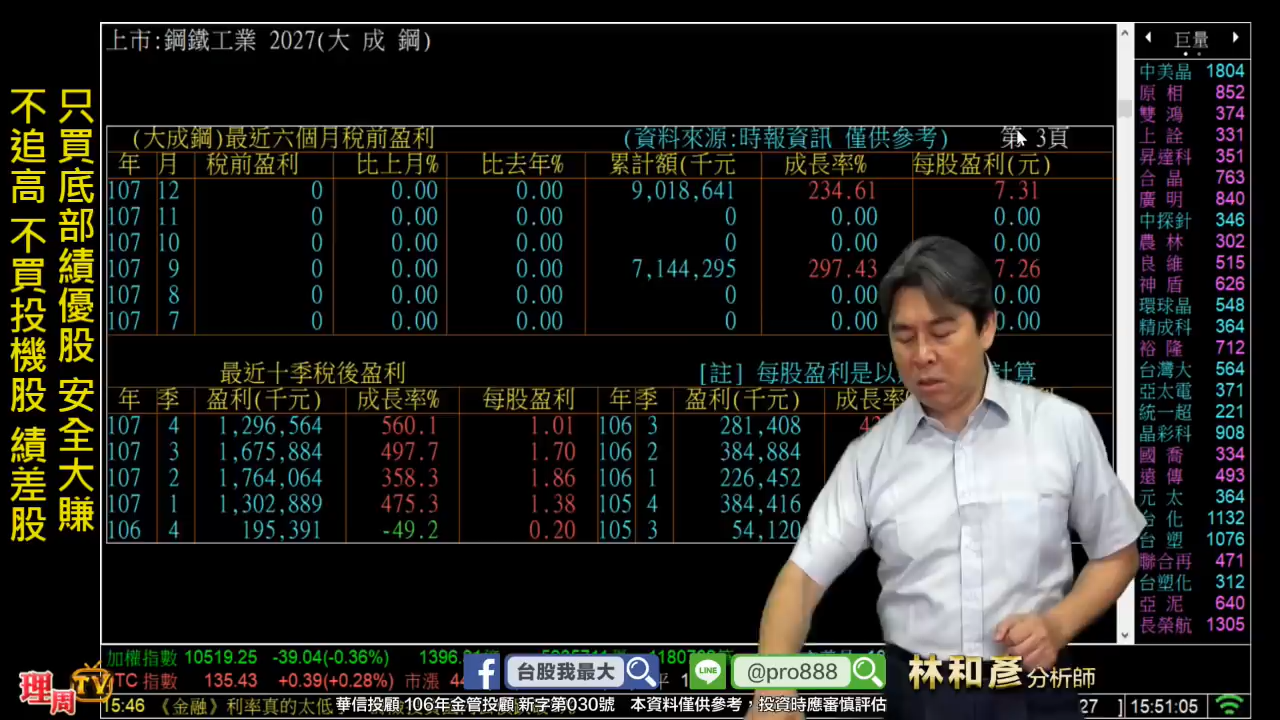 只買底部績優股 安全大賺
不追高 不買投機股 績差股
上市:鋼鐵工業 2027(大 成 鋼)
(大成鋼)最近六個月稅前盈利 (資料來源:時報資訊 僅供參考) 第 3頁
年 月 稅前盈利 比上月% 比去年% 累計額(千元 成長率% 每股盈利(元)
107 12 0 0.00 0.00 9,018,641 234.61 7.31
107 11 0 0.00 0.00 0 0.00 0.00
107 10 0 0.00 0.00 0 0.00 0.00
107 9 0 0.00 0.00 7,144,295 297.43 7.26
107 8 0 0.00 0.00 0 0.00 0.00
107 7 0 0.00 0.00 0 0.00 0.00
最近十季稅後盈利 [註] 每股盈利是以 計算
年 季 盈利(千元) 成長率% 每股盈利 年 季 盈利(千元) 成長率
107 4 1,296,564 560.1 1.01 106 3 281,408
107 3 1,675,884 497.7 1.70 106 2 384,884
107 2 1,764,064 358.3 1.86 106 1 226,452
107 1 1,302,889 475.3 1.38 105 4 384,416
106 4 195,391 -49.2 0.20 105 3 54,120
巨量
中美晶 1804
原相 852
雙鴻 374
上詮 331
昇達科 351
合晶 763
廣明 840
中探針 346
農林 302
良維 515
神盾 626
環球晶 548
精成科 364
裕隆 712
台灣大 564
亞太電 371
統一超 221
晶彩科 908
國喬 334
遠傳 493
元太 364
台化 1132
台塑 1076
聯合再 471
台塑化 312
亞泥 640
長榮航 1305
加權指數 10519.25 -39.04(-0.36%)
TC 指數 135.43 +0.39(+0.28%) 市漲
台股我最大
LINE
@pro888
林和彥 分析師
理周TV
15:46 《金融》利率真的太低
華信投顧 106年金管投顧 新字第030號 本資料僅供參考，投資時應審慎評估
15:51:05